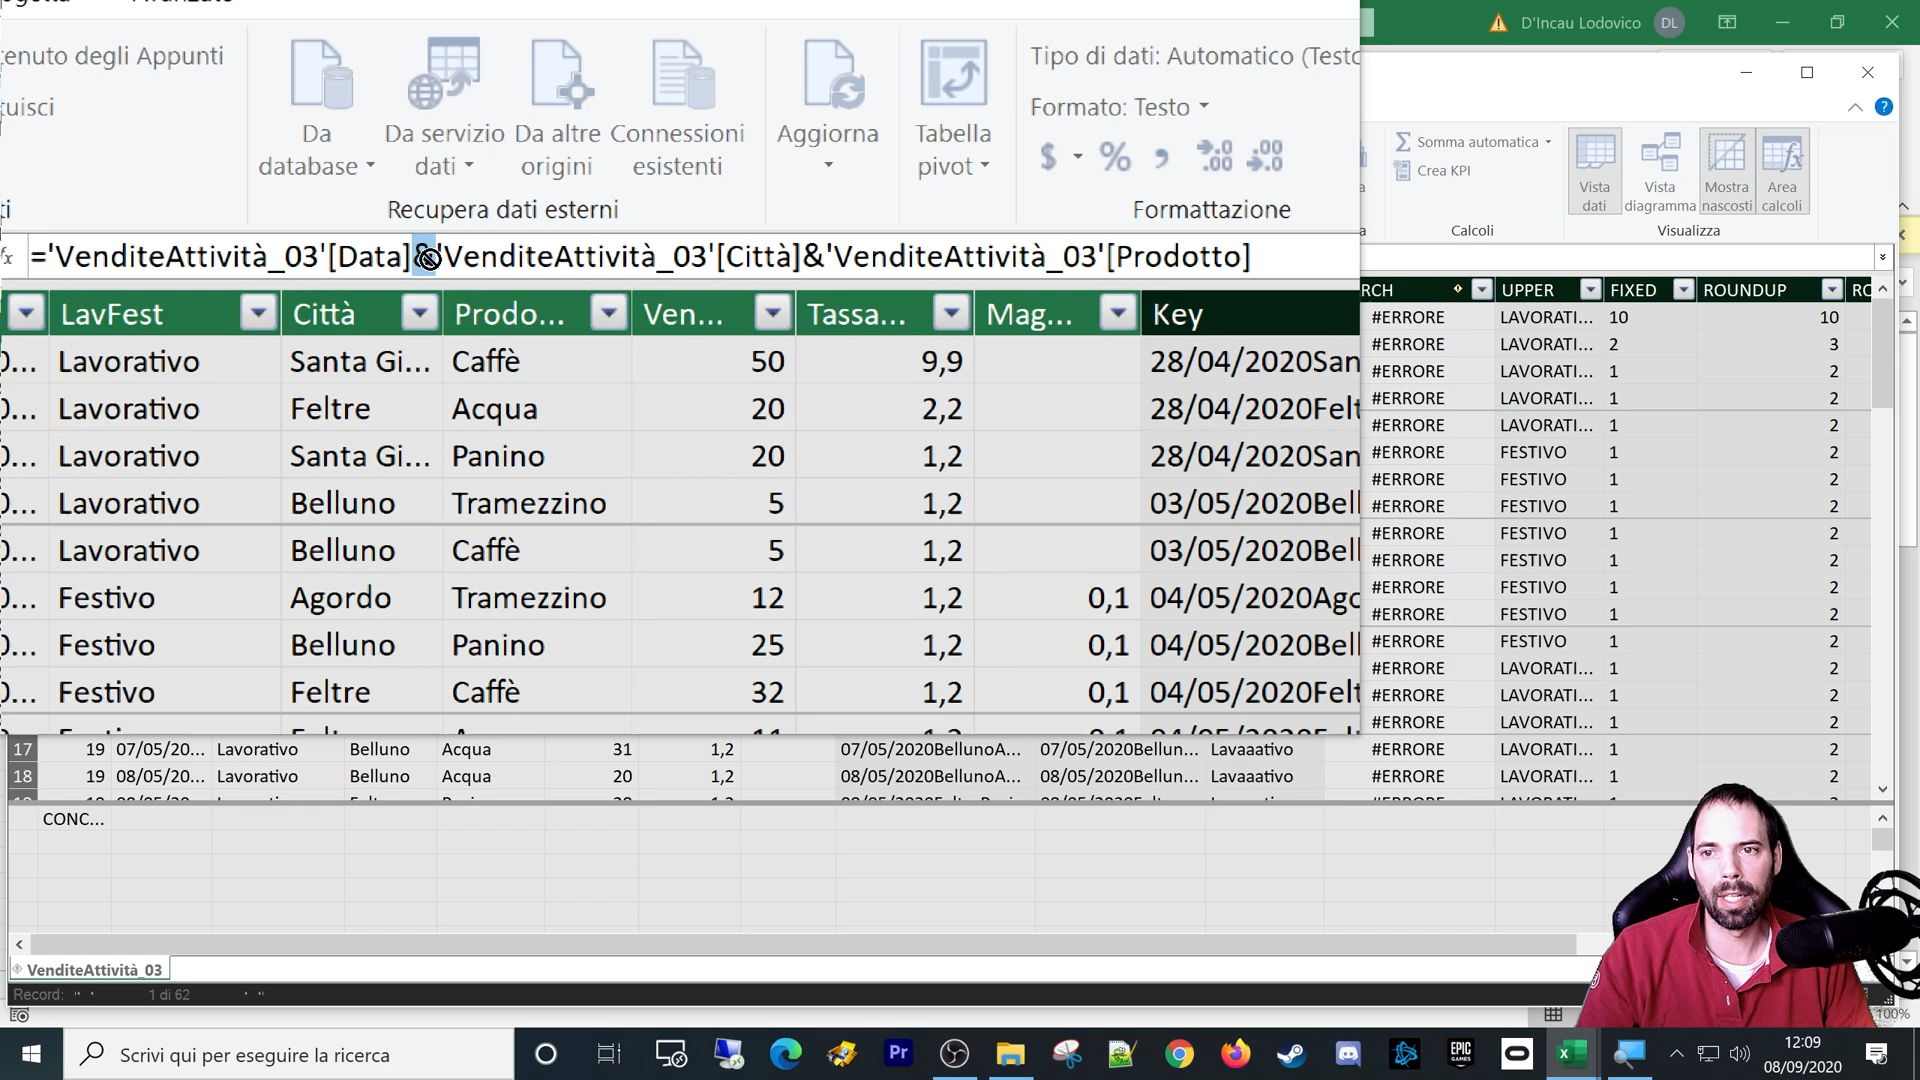 D'Incau Lodovico DL
tenuto degli Appunti
Da database
Da servizio dati
Da altre origini
Connessioni esistenti
Aggiorna
Tabella pivot
Tipo di dati: Automatico (Testo
Formato: Testo
$ % , ,00 ,00
Recupera dati esterni
Formattazione
Somma automatica
Crea KPI
Vista dati
Vista diagramma
Mostra nascosti
Area calcoli
Calcoli
Visualizza
='VenditeAttività_03'[Data]&'VenditeAttività_03'[Città]&'VenditeAttività_03'[Prodotto]
LavFest Città Prodo... Ven... Tassa... Mag... Key
Lavorativo Santa Gi... Caffè 50 9,9 28/04/2020San
Lavorativo Feltre Acqua 20 2,2 28/04/2020Felt
Lavorativo Santa Gi... Panino 20 1,2 28/04/2020San
Lavorativo Belluno Tramezzino 5 1,2 03/05/2020Bell
Lavorativo Belluno Caffè 5 1,2 03/05/2020Bell
Festivo Agordo Tramezzino 12 1,2 0,1 04/05/2020Ago
Festivo Belluno Panino 25 1,2 0,1 04/05/2020Bell
Festivo Feltre Caffè 32 1,2 0,1 04/05/2020Felt
RCH UPPER FIXED ROUNDUP RO
#ERRORE LAVORATI... 10 10
#ERRORE LAVORATI... 2 3
#ERRORE LAVORATI... 1 2
#ERRORE LAVORATI... 1 2
#ERRORE LAVORATI... 1 2
#ERRORE FESTIVO 1 2
#ERRORE FESTIVO 1 2
#ERRORE FESTIVO 1 2
#ERRORE FESTIVO 1 2
#ERRORE FESTIVO 1 2
#ERRORE FESTIVO 1 2
#ERRORE FESTIVO 1 2
#ERRORE FESTIVO 1 2
#ERRORE LAVORATI... 1 2
#ERRORE LAVORATI... 1 2
#ERRORE LAVORATI... 1 2
17 19 07/05/20... Lavorativo Belluno Acqua 31 1,2 07/05/2020BellunoA... 07/05/2020Bellun... Lavaaativo #ERRORE LAVORATI... 1 2
18 19 08/05/20... Lavorativo Belluno Acqua 20 1,2 08/05/2020BellunoA... 08/05/2020Bellun... Lavaaativo #ERRORE LAVORATI... 1 2
CONC...
VenditeAttività_03
Record: 1 di 62
100%
Scrivi qui per eseguire la ricerca
Pr
EPIC GAMES
12:09
08/09/2020